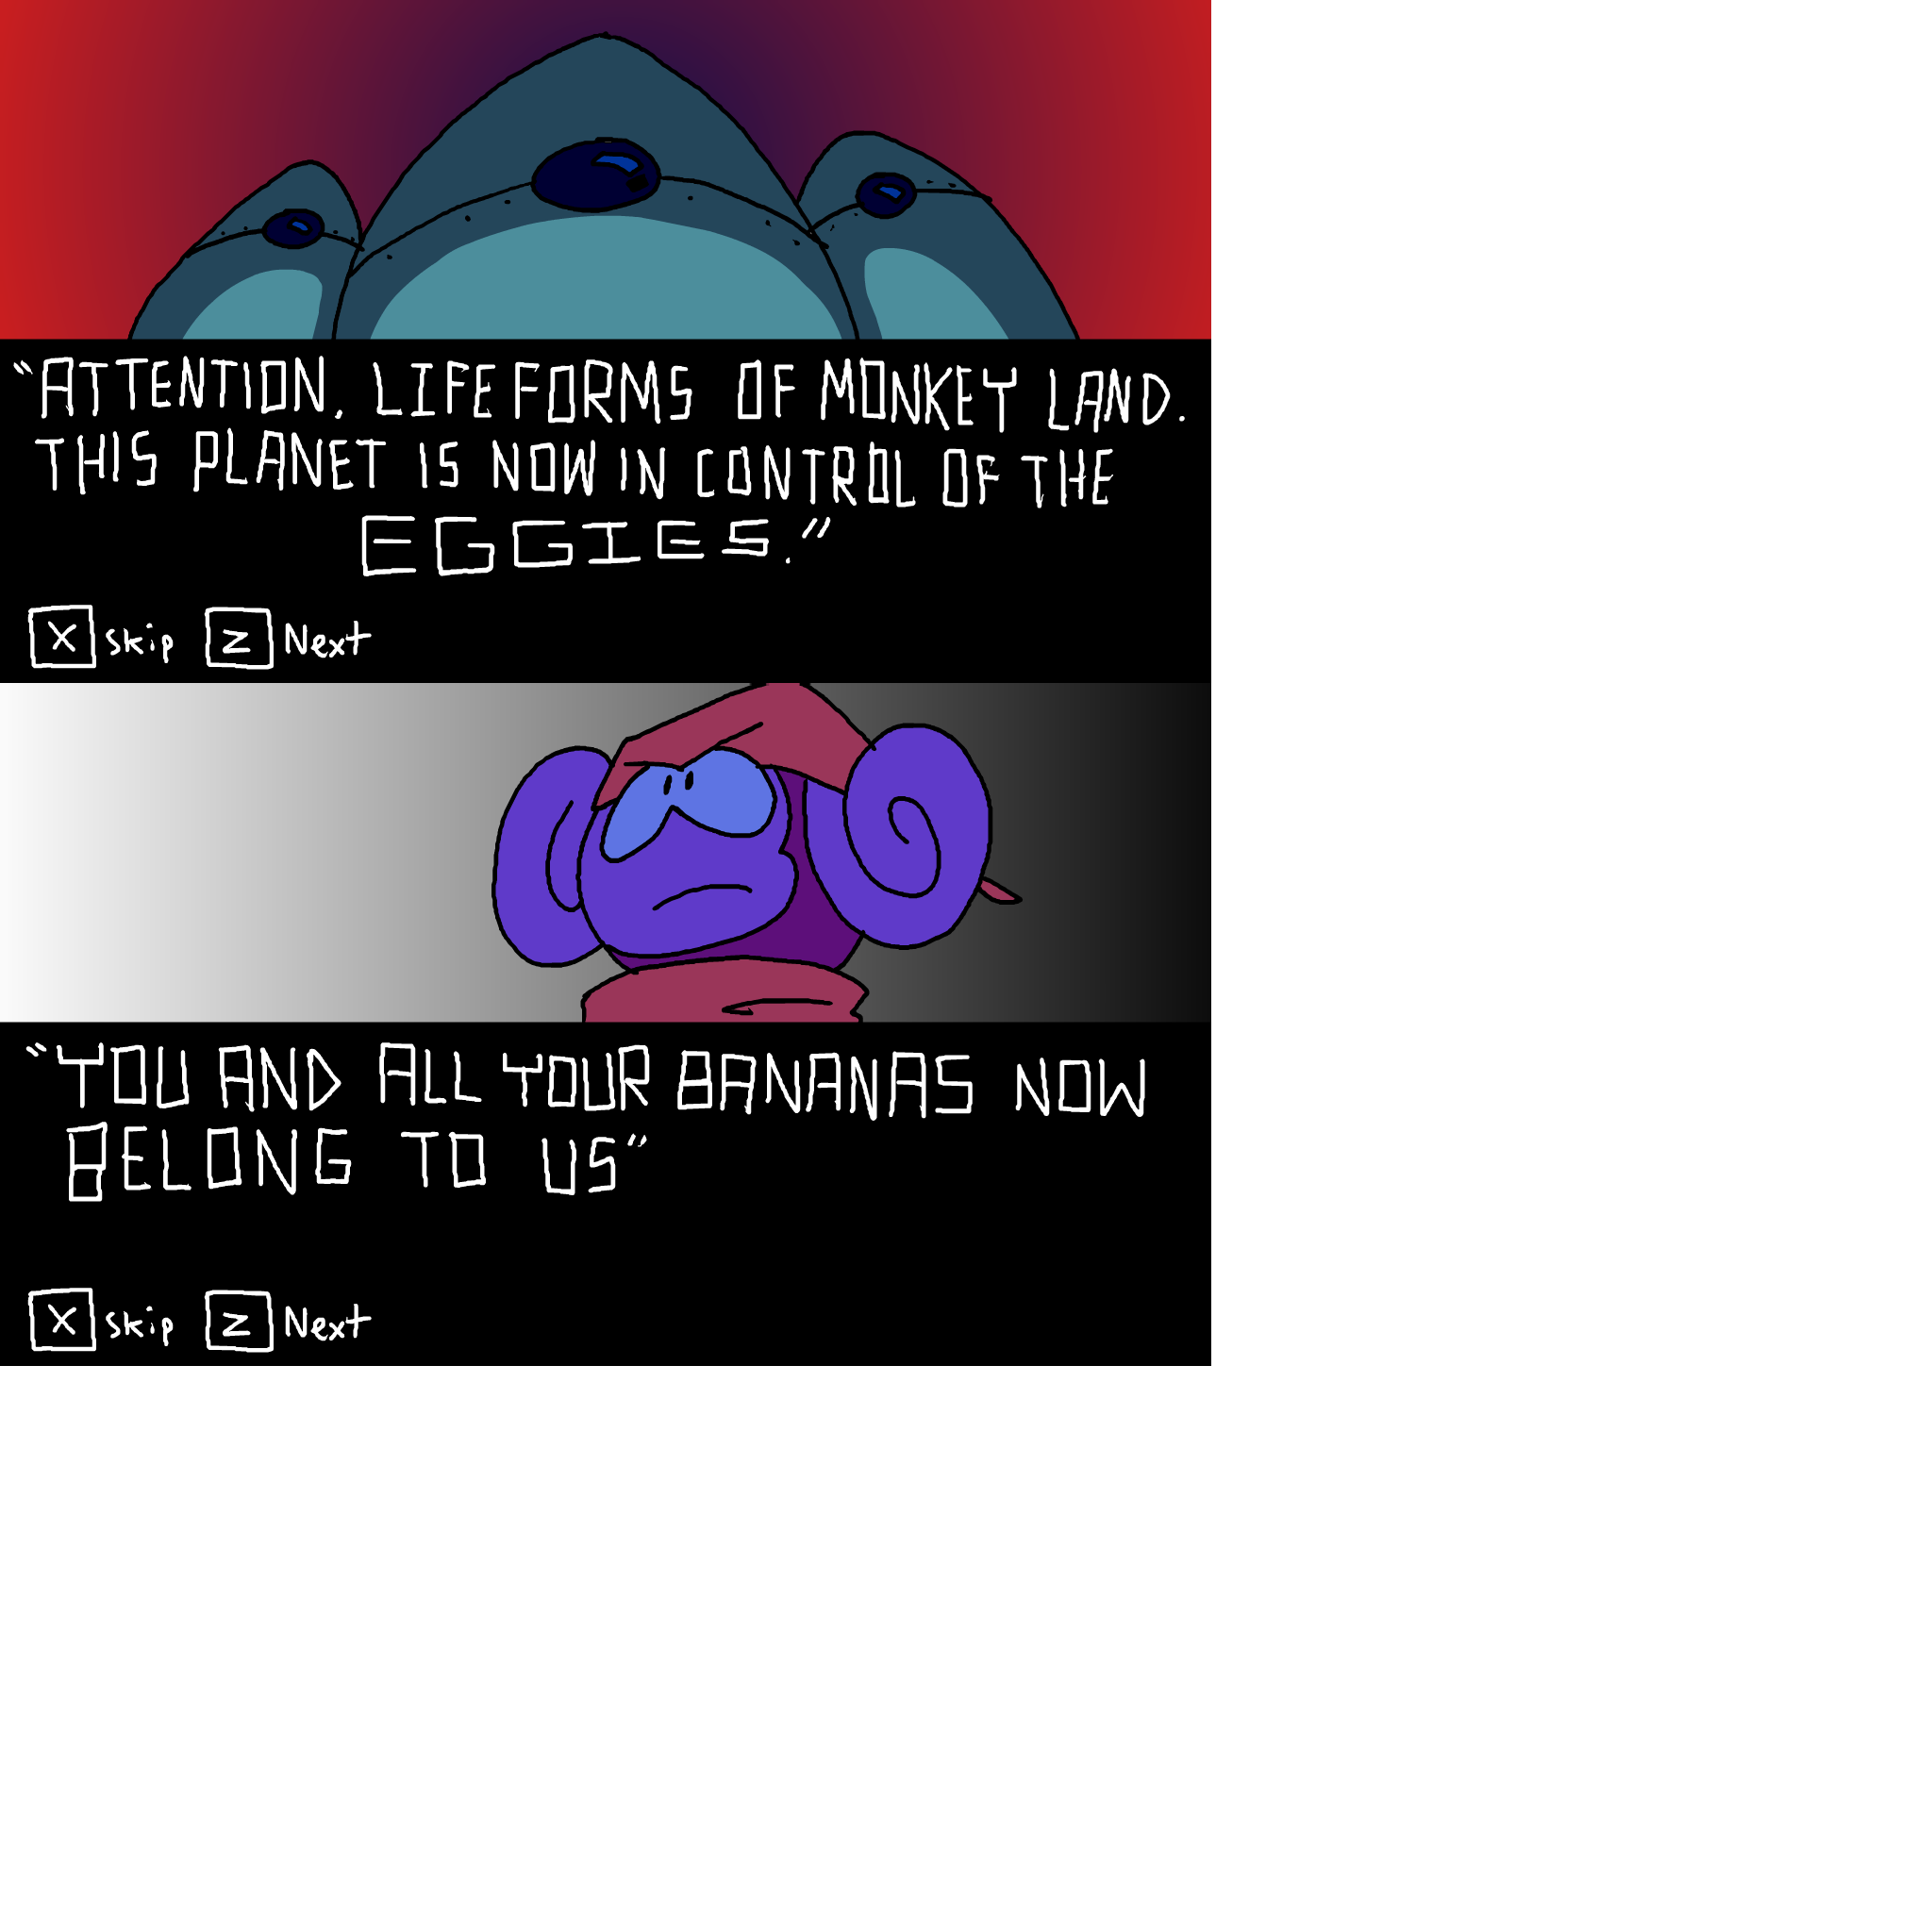 "ATTENTION, LIFEFORMS OF MONKEY LAND.
THIS PLANET IS NOW IN CONTROL OF THE
EGGIES."
X Skip Z Next
"YOU AND ALL YOUR BANANAS NOW
BELONG TO US"
X Skip Z Next